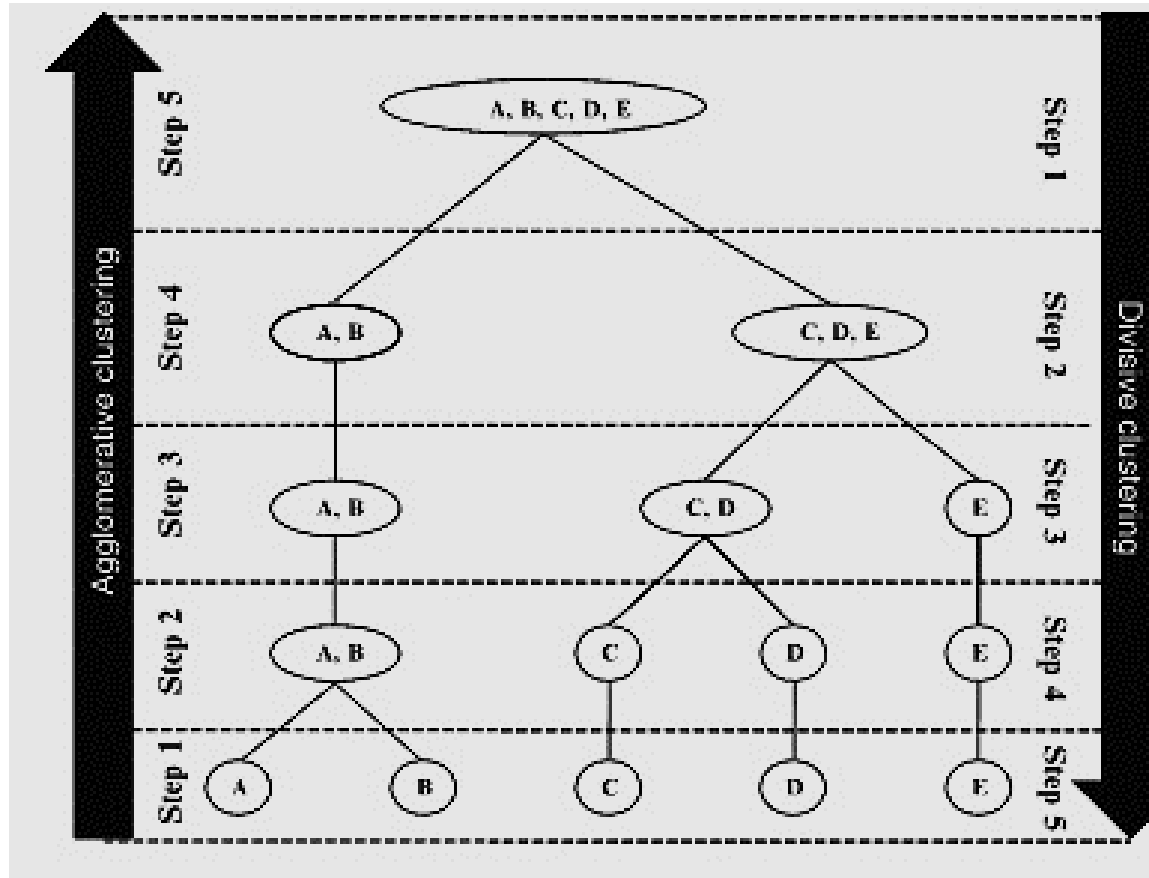 Agglomerative clustering
Step 5
A, B, C, D, E
Step 1
Step 4
A, B
C, D, E
Step 2
Step 3
A, B
C, D
E
Step 3
Step 2
A, B
C
D
E
Step 4
Step 1
A
B
C
D
E
Step 5
Divisive clustering